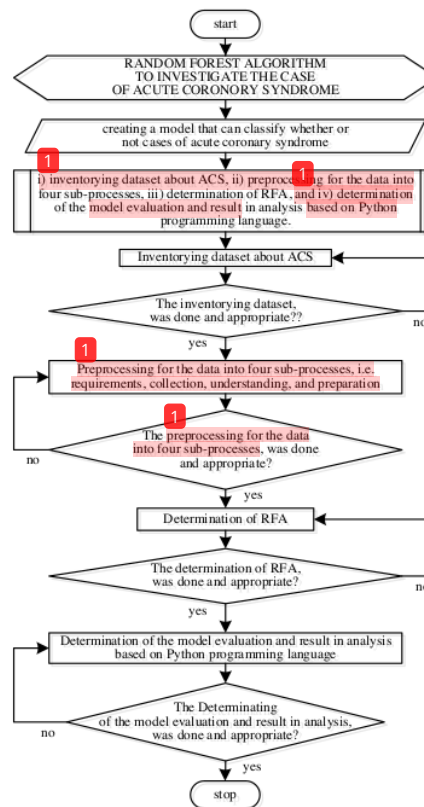 start
RANDOM FOREST ALGORITHM
TO INVESTIGATE THE CASE
OF ACUTE CORONARY SYNDROME
creating a model that can classify whether or
not cases of acute coronary syndrome
1
1
i) inventorying dataset about ACS, ii) preprocessing for the data into
four sub-processes, iii) determination of RFA, and iv) determination
of the model evaluation and result in analysis based on Python
programming language.
Inventorying dataset about ACS
The inventorying dataset,
was done and appropriate??
no
yes
1
Preprocessing for the data into four sub-processes, i.e.
requirements, collection, understanding, and preparation
1
The preprocessing for the data
into four sub-processes, was done
and appropriate?
no
yes
Determination of RFA
The determination of RFA,
was done and appropriate?
no
yes
Determination of the model evaluation and result in analysis
based on Python programming language
The Determinating
of the model evaluation and result in analysis,
was done and appropriate?
no
yes
stop